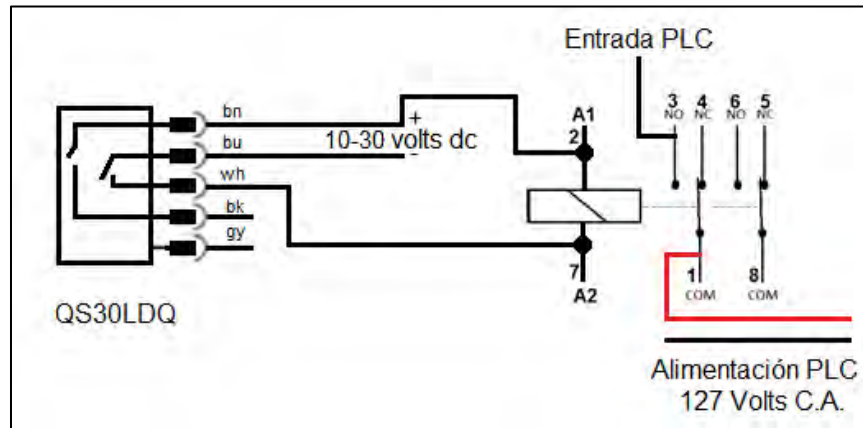 Entrada PLC
bn
bu
wh
bk
gy
+
10-30 volts dc
-
QS30LDQ
A1
2
7
A2
3 4 6 5
NO NC NO NC
1 8
COM COM
Alimentación PLC
127 Volts C.A.